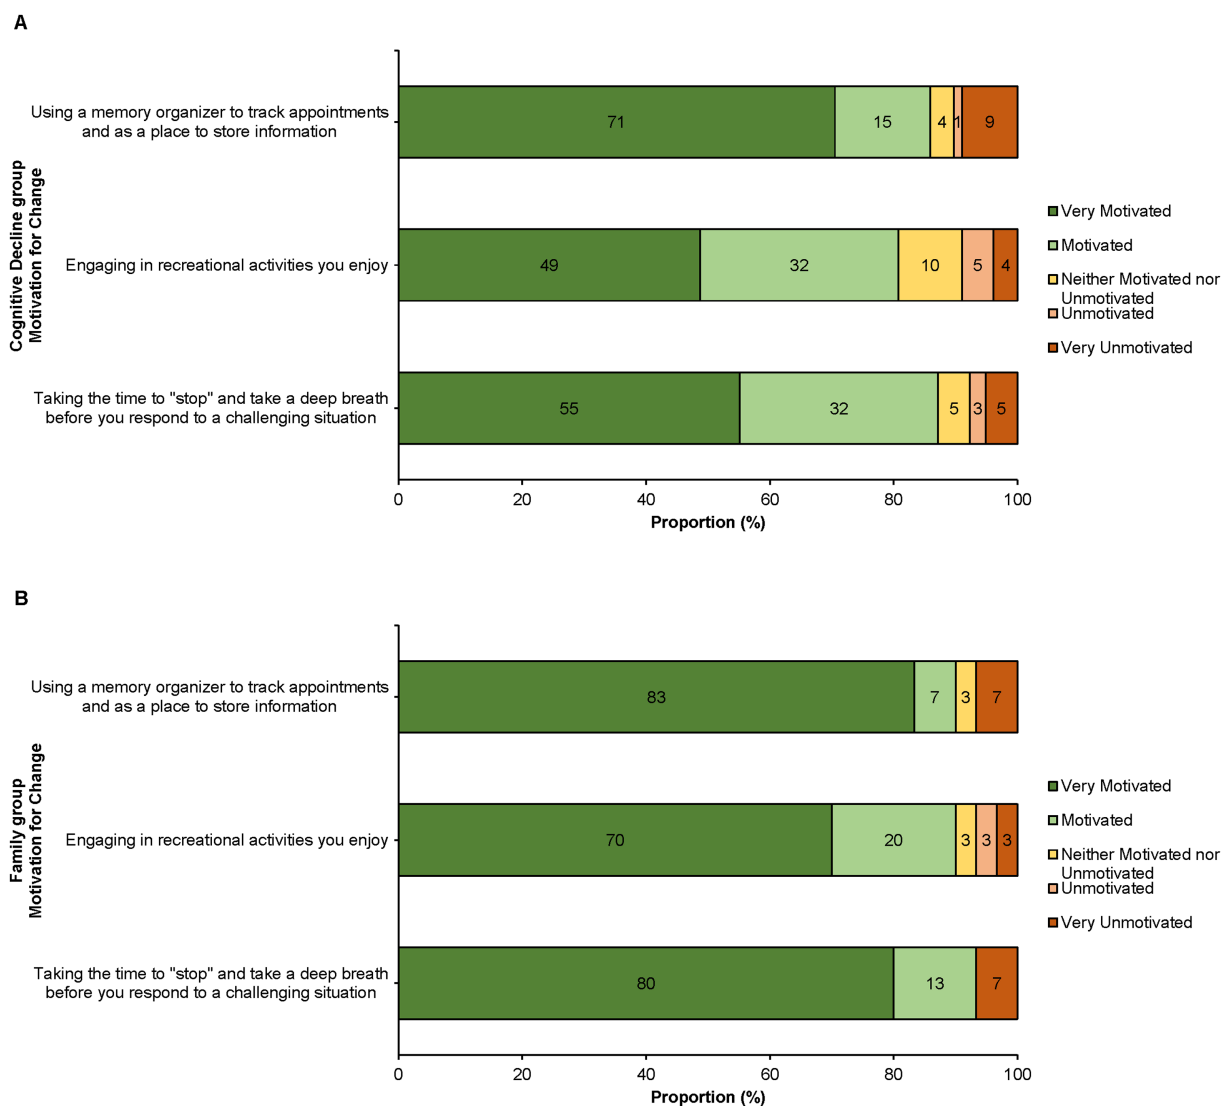 A
Cognitive Decline group
Motivation for Change
Using a memory organizer to track appointments
and as a place to store information
71 15 4 1 9
Engaging in recreational activities you enjoy
49 32 10 5 4
Taking the time to "stop" and take a deep breath
before you respond to a challenging situation
55 32 5 3 5
0 20 40 60 80 100
Proportion (%)
Very Motivated
Motivated
Neither Motivated nor
Unmotivated
Unmotivated
Very Unmotivated
B
Family group
Motivation for Change
Using a memory organizer to track appointments
and as a place to store information
83 7 3 7
Engaging in recreational activities you enjoy
70 20 3 3 3
Taking the time to "stop" and take a deep breath
before you respond to a challenging situation
80 13 7
0 20 40 60 80 100
Proportion (%)
Very Motivated
Motivated
Neither Motivated nor
Unmotivated
Unmotivated
Very Unmotivated